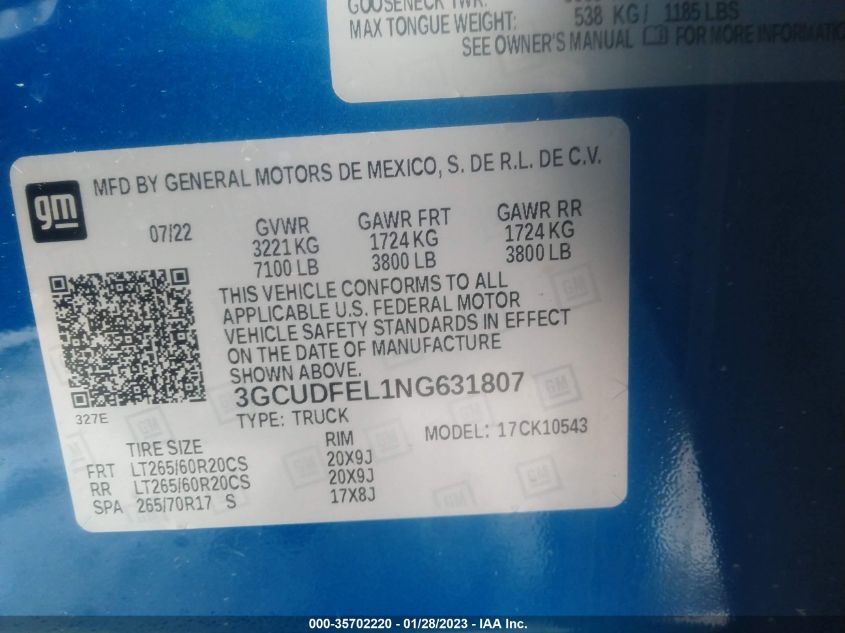 GOOSENECK TWR:
MAX TONGUE WEIGHT: 538 KG/ 1185 LBS
SEE OWNER'S MANUAL FOR MORE INFORMATION
gm
MFD BY GENERAL MOTORS DE MEXICO, S. DE R.L. DE C.V.
07/22 GVWR GAWR FRT GAWR RR
3221 KG 1724 KG 1724 KG
7100 LB 3800 LB 3800 LB
THIS VEHICLE CONFORMS TO ALL
APPLICABLE U.S. FEDERAL MOTOR
VEHICLE SAFETY STANDARDS IN EFFECT
ON THE DATE OF MANUFACTURE
SHOWN ABOVE.
3GCUDFEL1NG631807
327E
TYPE: TRUCK MODEL: 17CK10543
TIRE SIZE RIM
FRT LT265/60R20CS 20X9J
RR LT265/60R20CS 20X9J
SPA 265/70R17 S 17X8J
000-35702220 - 01/28/2023 - IAA Inc.